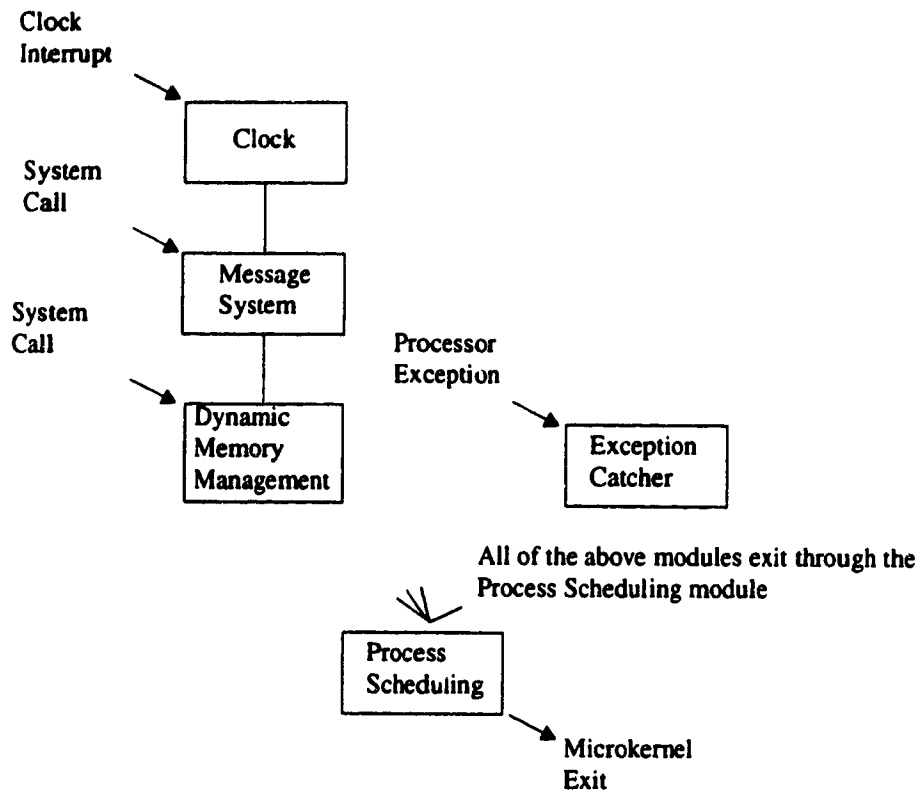 Clock
Interrupt
Clock
System
Call
Message
System
System
Call
Processor
Exception
Dynamic
Memory
Management
Exception
Catcher
All of the above modules exit through the
Process Scheduling module
Process
Scheduling
Microkernel
Exit